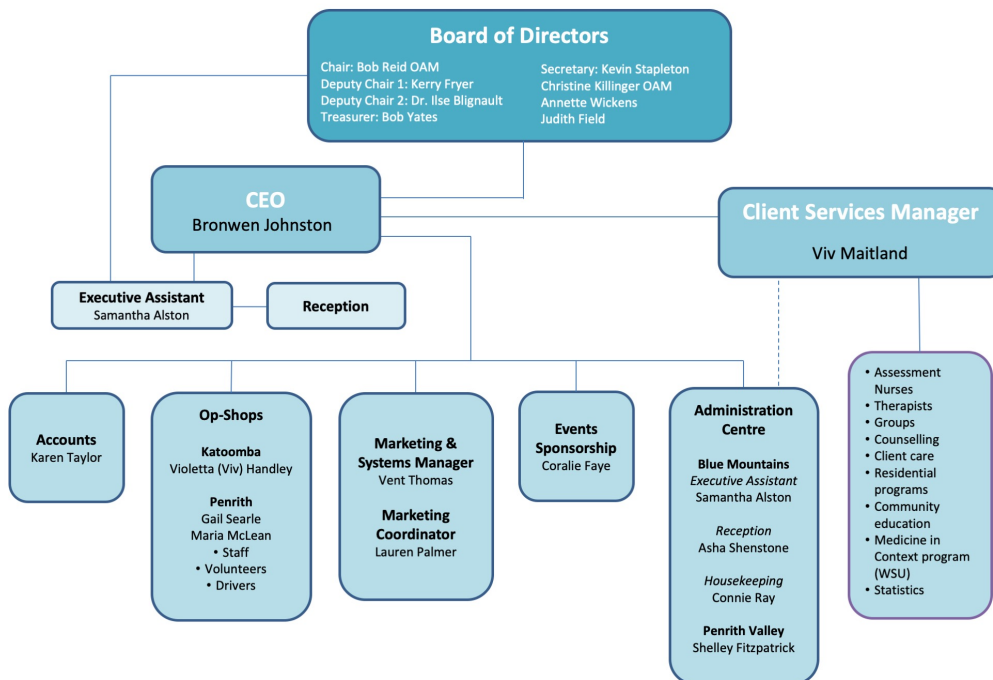 Board of Directors
Chair: Bob Reid OAM
Deputy Chair 1: Kerry Fryer
Deputy Chair 2: Dr. Ilse Blignault
Treasurer: Bob Yates
Secretary: Kevin Stapleton
Christine Killinger OAM
Annette Wickens
Judith Field
CEO
Bronwen Johnston
Client Services Manager
Viv Maitland
Executive Assistant
Samantha Alston
Reception
Accounts
Karen Taylor
Op-Shops
Katoomba
Violetta (Viv) Handley
Penrith
Gail Searle
Maria McLean
• Staff
• Volunteers
• Drivers
Marketing &
Systems Manager
Vent Thomas
Marketing
Coordinator
Lauren Palmer
Events
Sponsorship
Coralie Faye
Administration
Centre
Blue Mountains
Executive Assistant
Samantha Alston
Reception
Asha Shenstone
Housekeeping
Connie Ray
Penrith Valley
Shelley Fitzpatrick
• Assessment
Nurses
• Therapists
• Groups
• Counselling
• Client care
• Residential
programs
• Community
education
• Medicine in
Context program
(WSU)
• Statistics